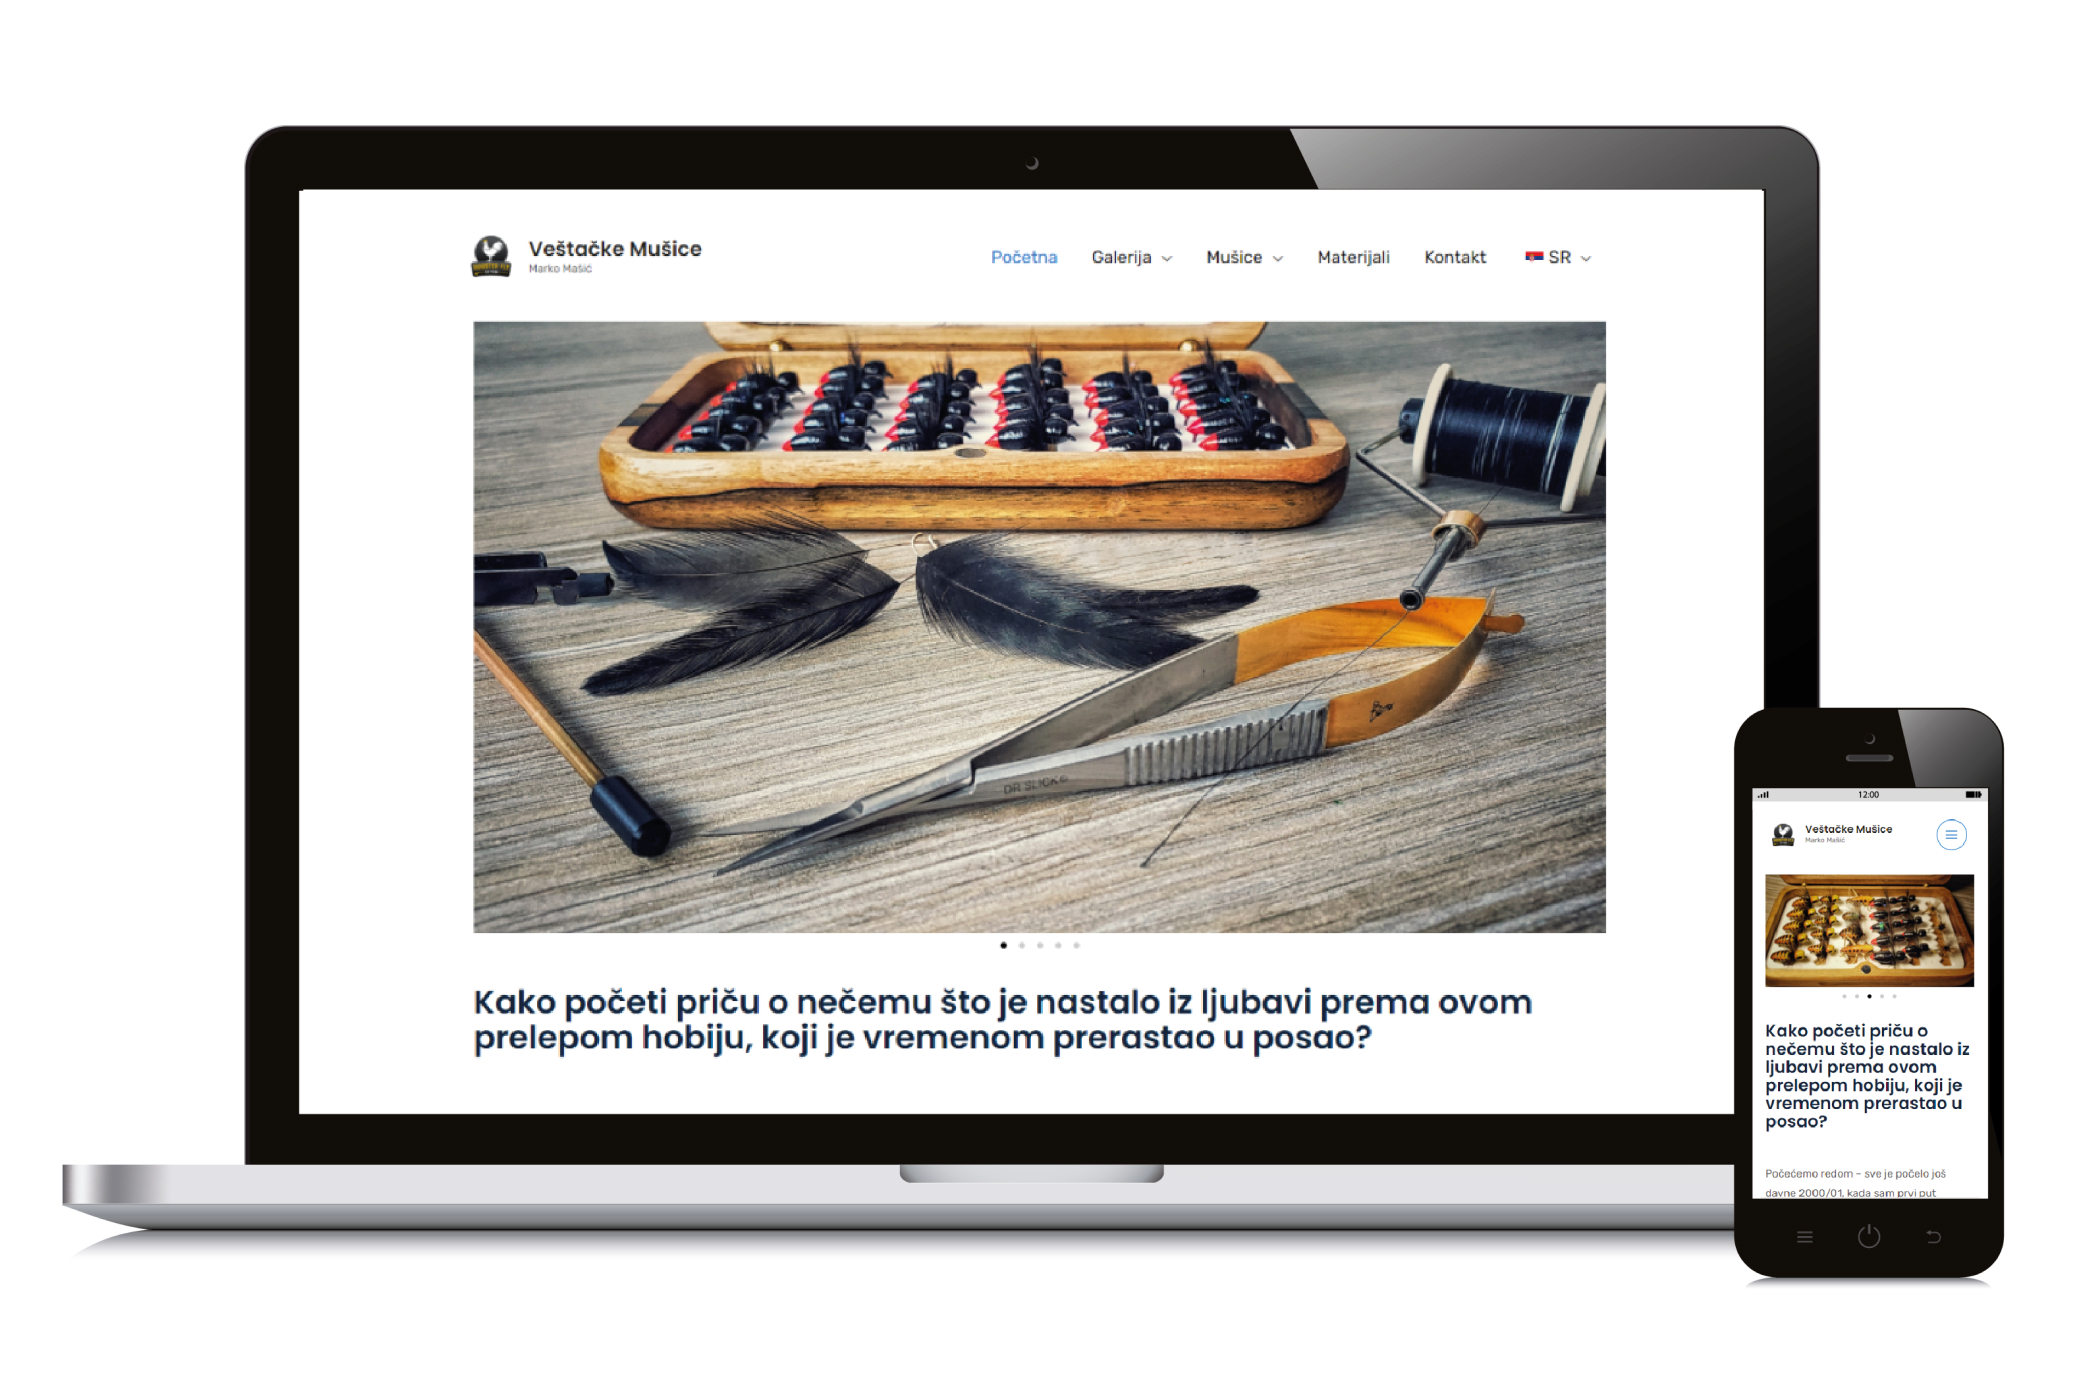 Veštačke Mušice
Marko Mašić
Početna Galerija Mušice Materijali Kontakt SR
DR SLICK
Kako početi priču o nečemu što je nastalo iz ljubavi prema ovom
prelepom hobiju, koji je vremenom prerastao u posao?
12:00
Veštačke Mušice
Marko Mašić
Kako početi priču o
nečemu što je nastalo iz
ljubavi prema ovom
prelepom hobiju, koji je
vremenom prerastao u
posao?
Počećemo redom – sve je počelo još
davne 2000/01, kada sam prvi put